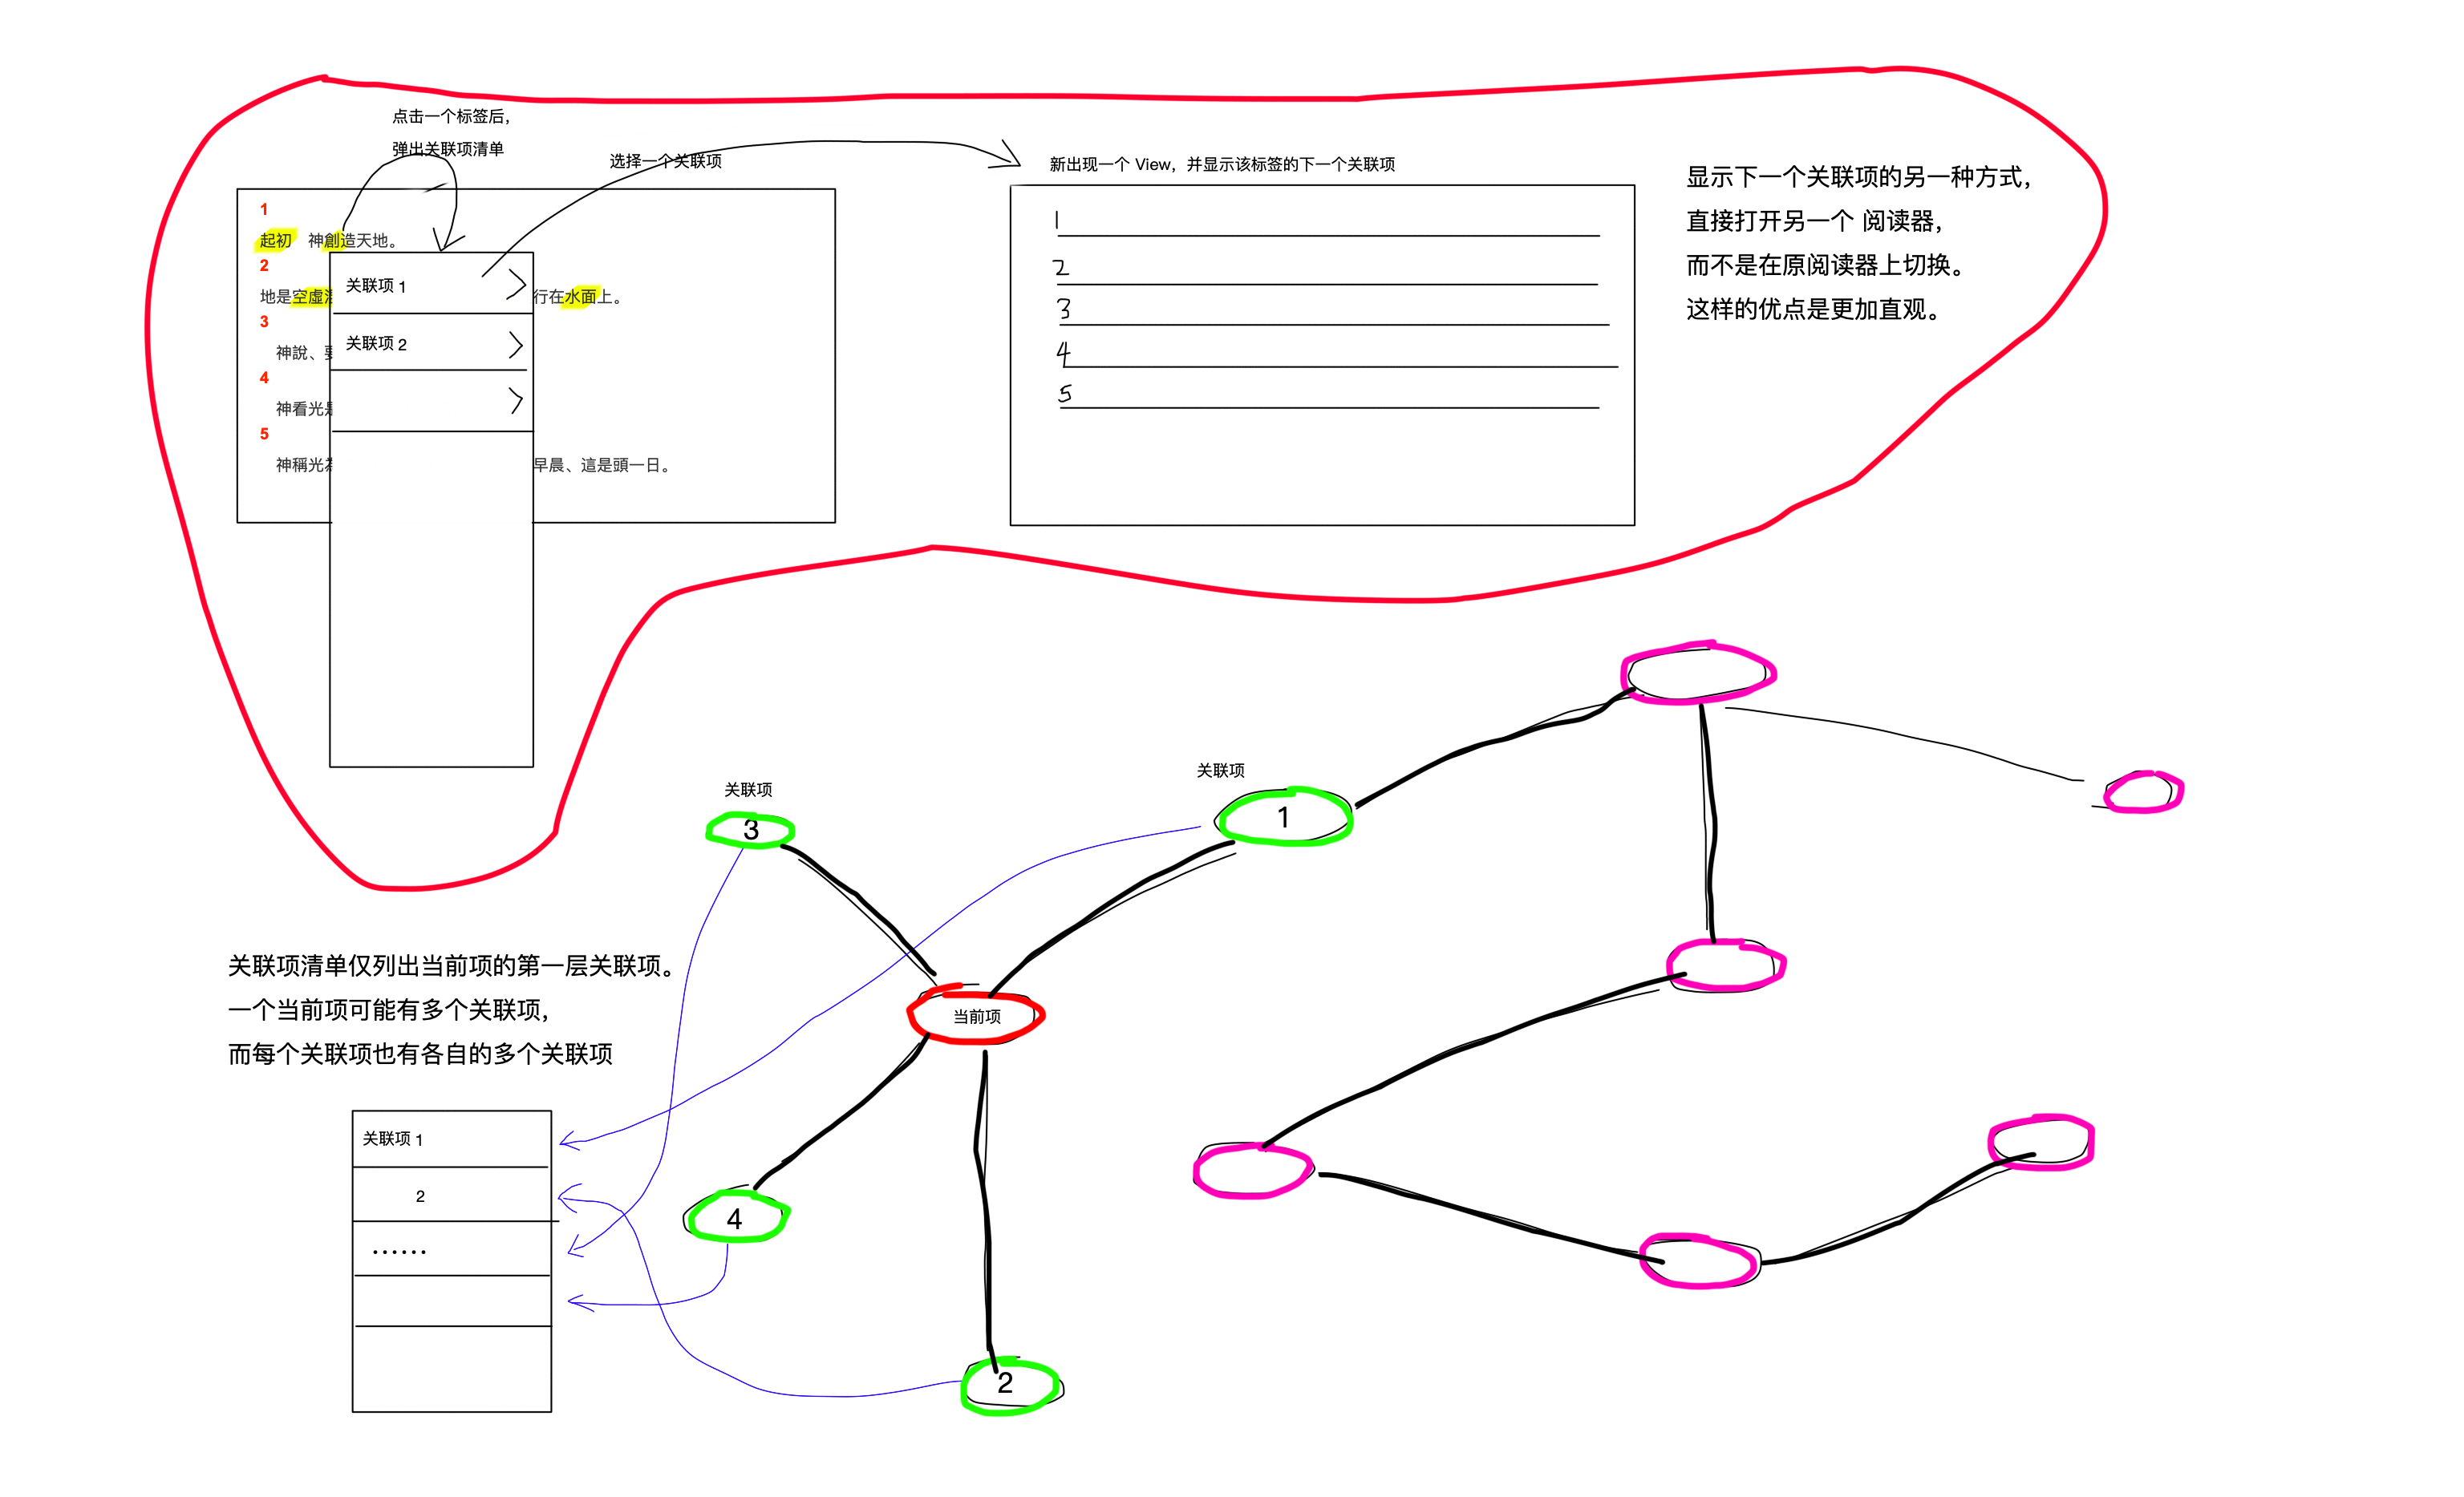 点击一个标签后，
弹出关联项清单
选择一个关联项
新出现一个 View，并显示该标签的下一个关联项
显示下一个关联项的另一种方式，
直接打开另一个 阅读器，
而不是在原阅读器上切换。
这样的优点是更加直观。
1
起初 神創造天地。
2
地是空虛
行在水面上。
3
神說、
4
神看光
5
神稱光
早晨、這是頭一日。
关联项 1
关联项 2
1
2
3
4
5
关联项
3
关联项
1
当前项
4
2
关联项清单仅列出当前项的第一层关联项。
一个当前项可能有多个关联项，
而每个关联项也有各自的多个关联项
关联项 1
2
······